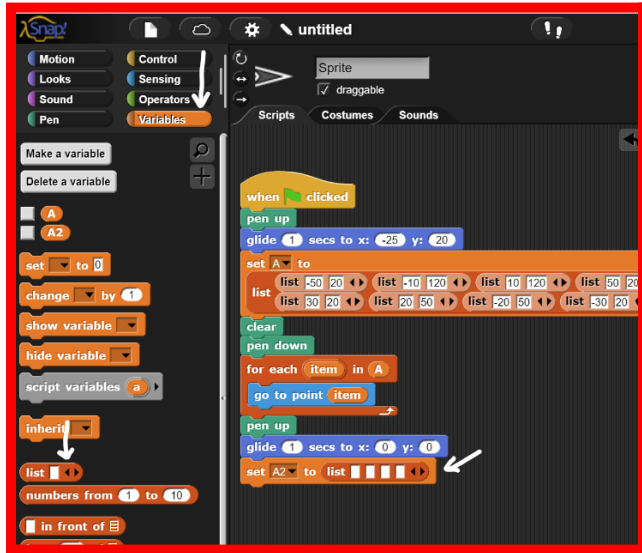 λSnap!
untitled
Motion Control
Looks Sensing
Sound Operators
Pen Variables
Sprite
draggable
Scripts Costumes Sounds
Make a variable
Delete a variable
A
A2
set to 0
change by 1
show variable
hide variable
script variables a
inherit
list
numbers from 1 to 10
in front of
when clicked
pen up
glide 1 secs to x: -25 y: 20
set A to
list list -50 20 list -10 120 list 10 120 list 50 20
list 30 20 list 20 50 list -20 50 list -30 20
clear
pen down
for each item in A
go to point item
pen up
glide 1 secs to x: 0 y: 0
set A2 to list